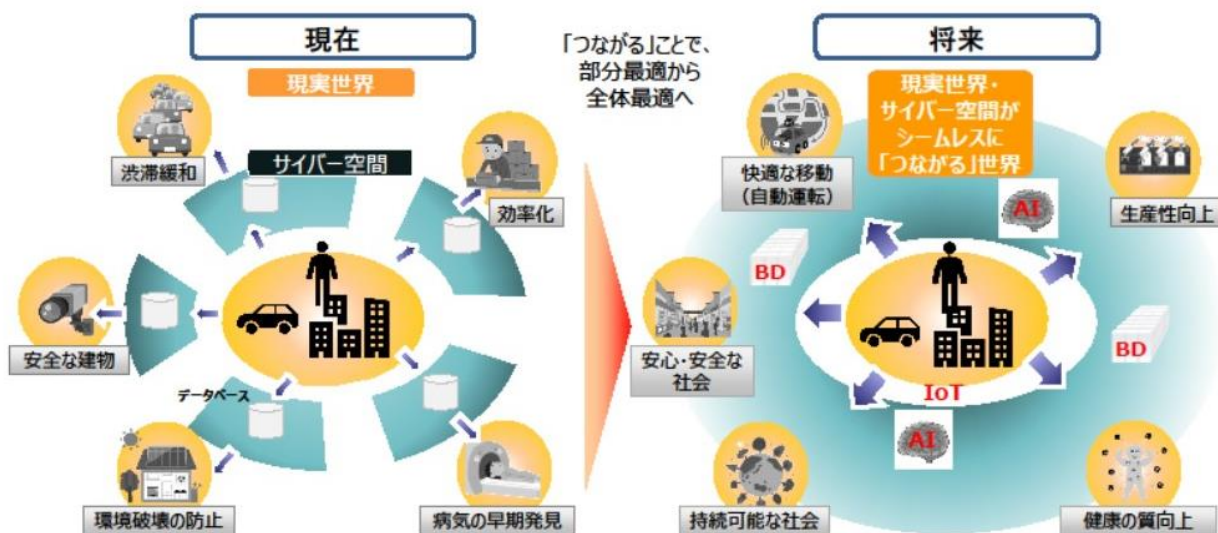 現在
現実世界
サイバー空間
渋滞緩和
効率化
安全な建物
データベース
環境破壊の防止
病気の早期発見
「つながる」ことで、
部分最適から
全体最適へ
将来
現実世界・
サイバー空間が
シームレスに
「つながる」世界
快適な移動
(自動運転)
AI
生産性向上
BD
BD
安心・安全な
社会
IoT
AI
持続可能な社会
健康の質向上